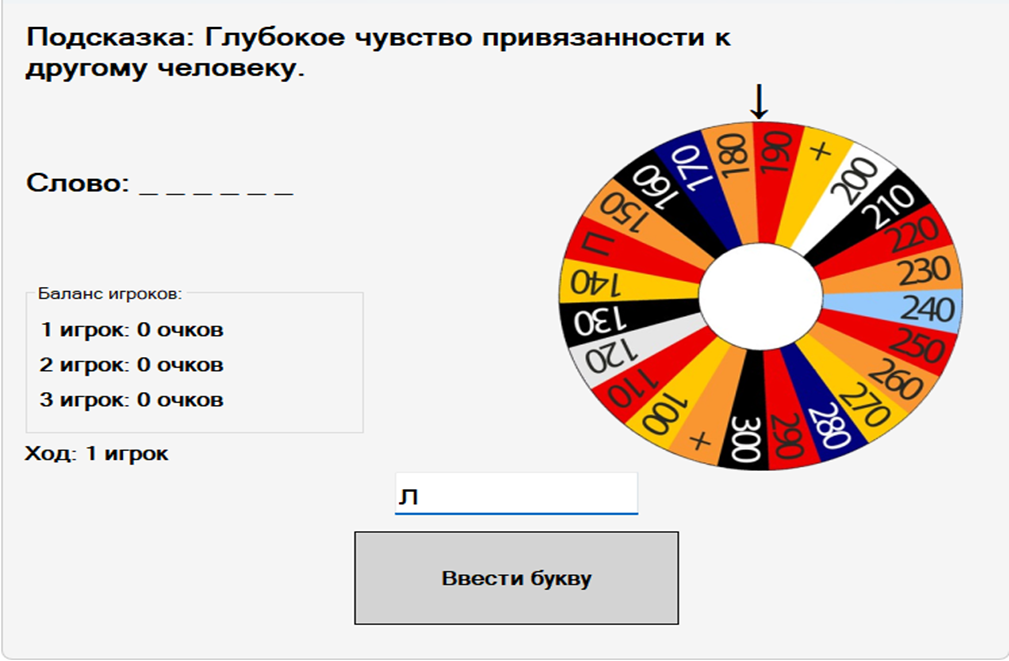 Подсказка: Глубокое чувство привязанности к
другому человеку.
Слово: _ _ _ _ _ _
Баланс игроков:
1 игрок: 0 очков
2 игрок: 0 очков
3 игрок: 0 очков
Ход: 1 игрок
190
+
200
210
220
230
240
250
260
270
280
290
300
+
100
110
120
130
140
П
150
160
170
180
л
Ввести букву